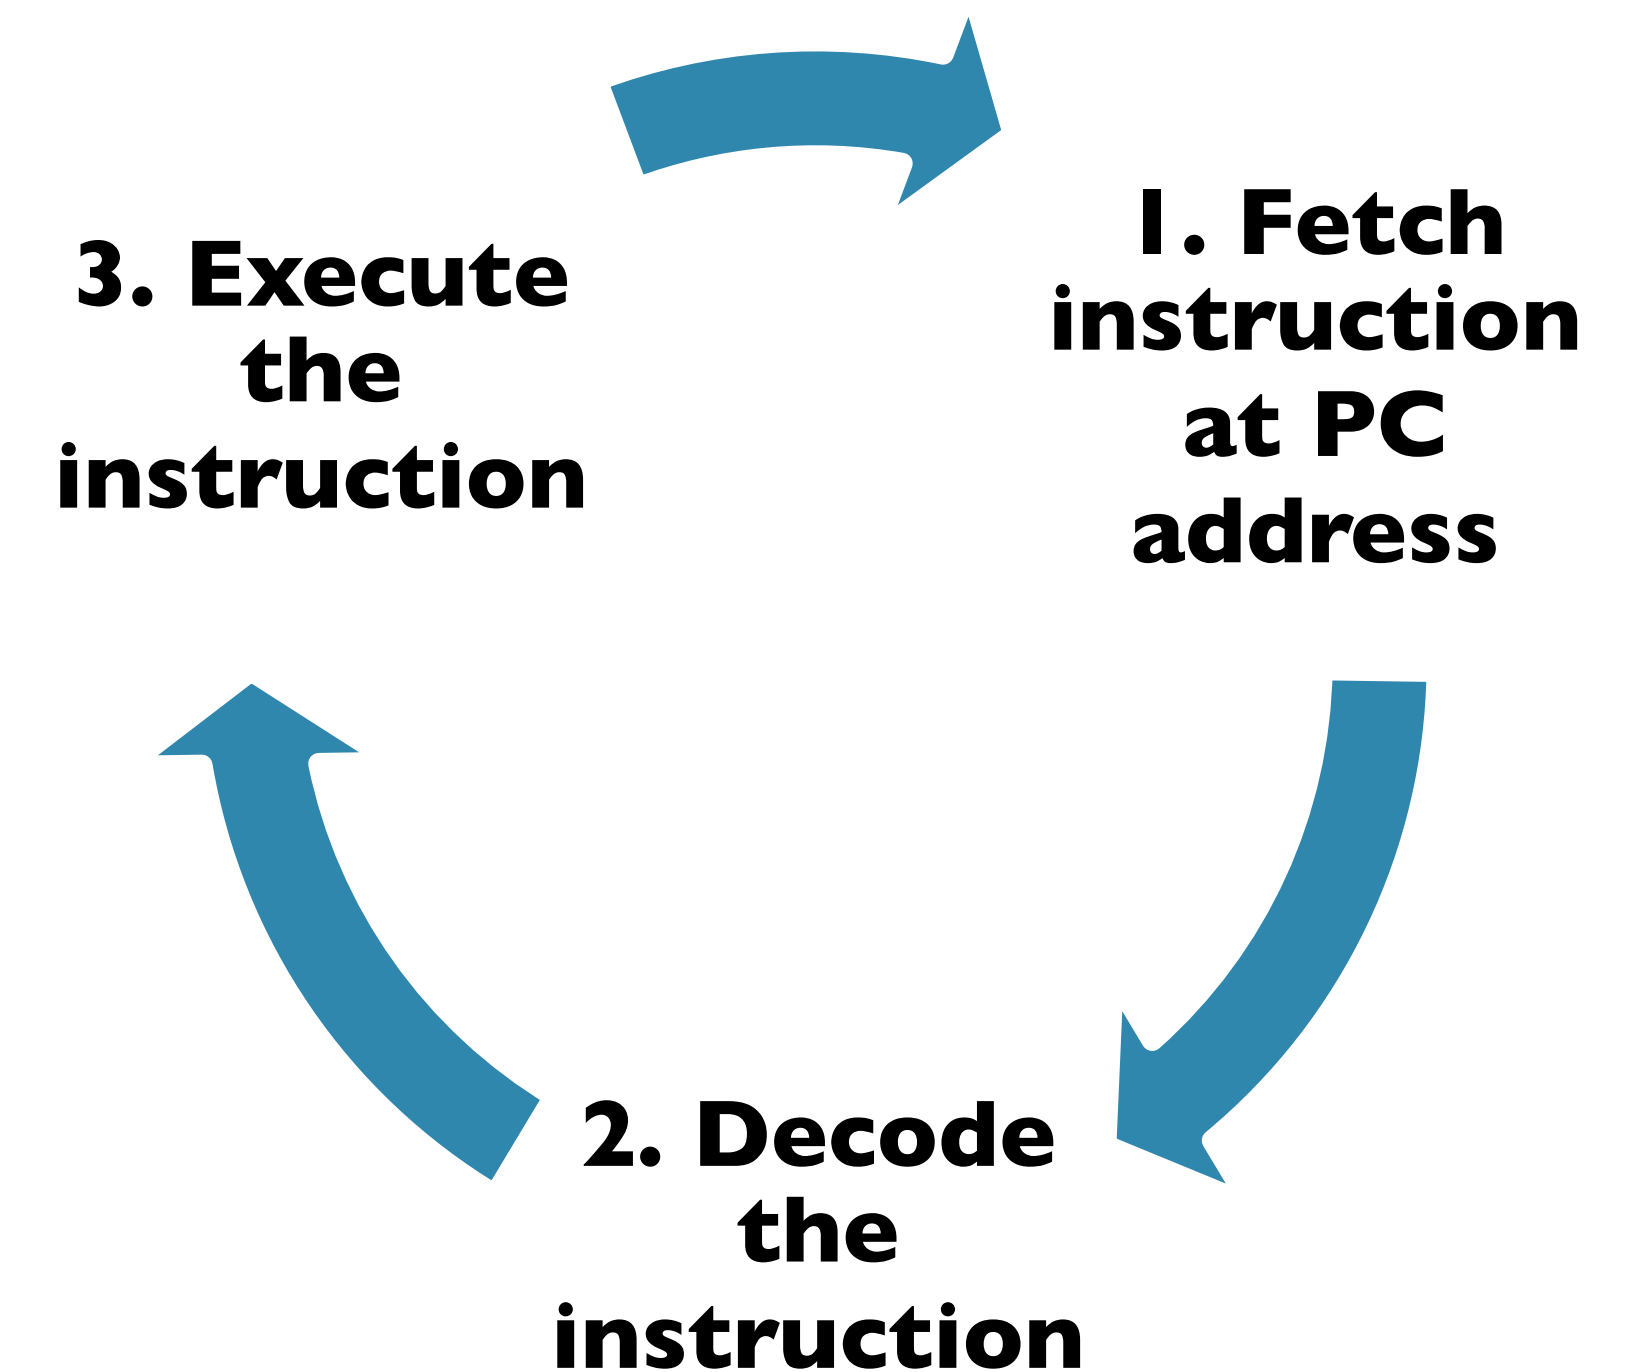 1. Fetch
instruction
at PC
address
2. Decode
the
instruction
3. Execute
the
instruction